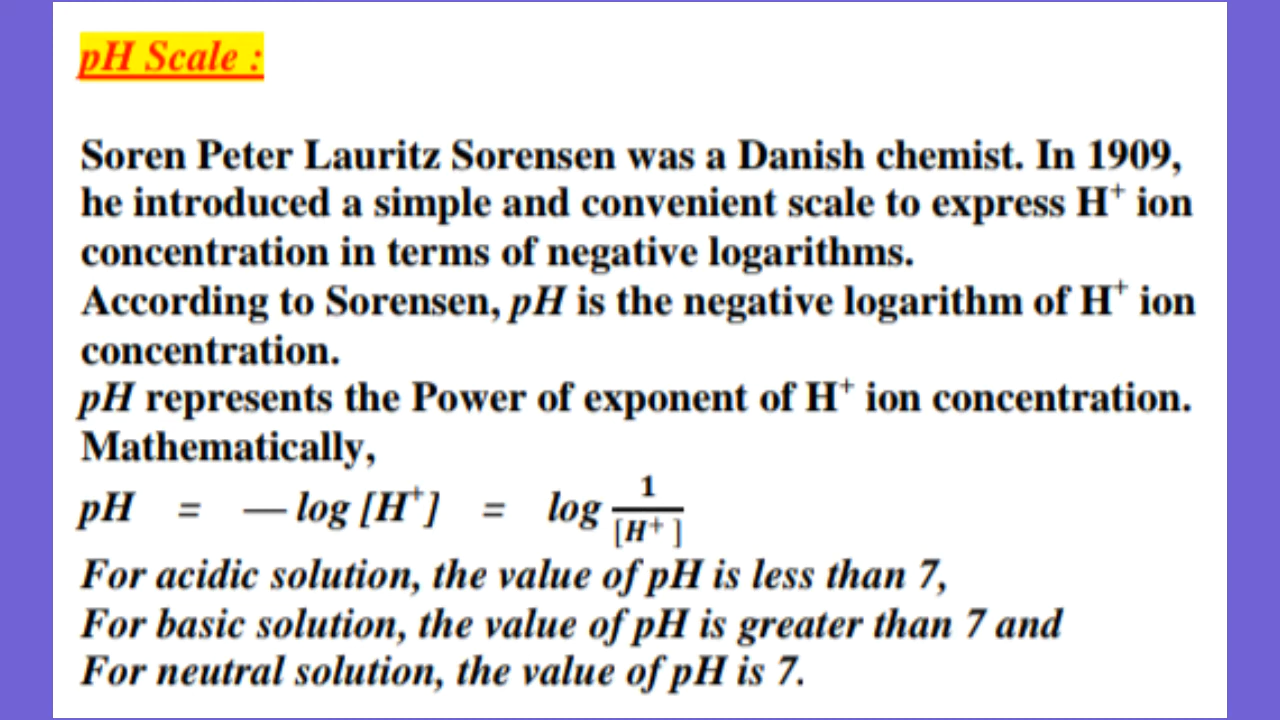 pH Scale :
Soren Peter Lauritz Sorensen was a Danish chemist. In 1909,
he introduced a simple and convenient scale to express H⁺ ion
concentration in terms of negative logarithms.
According to Sorensen, pH is the negative logarithm of H⁺ ion
concentration.
pH represents the Power of exponent of H⁺ ion concentration.
Mathematically,
pH = — log [H⁺] = log 1/[H⁺]
For acidic solution, the value of pH is less than 7,
For basic solution, the value of pH is greater than 7 and
For neutral solution, the value of pH is 7.